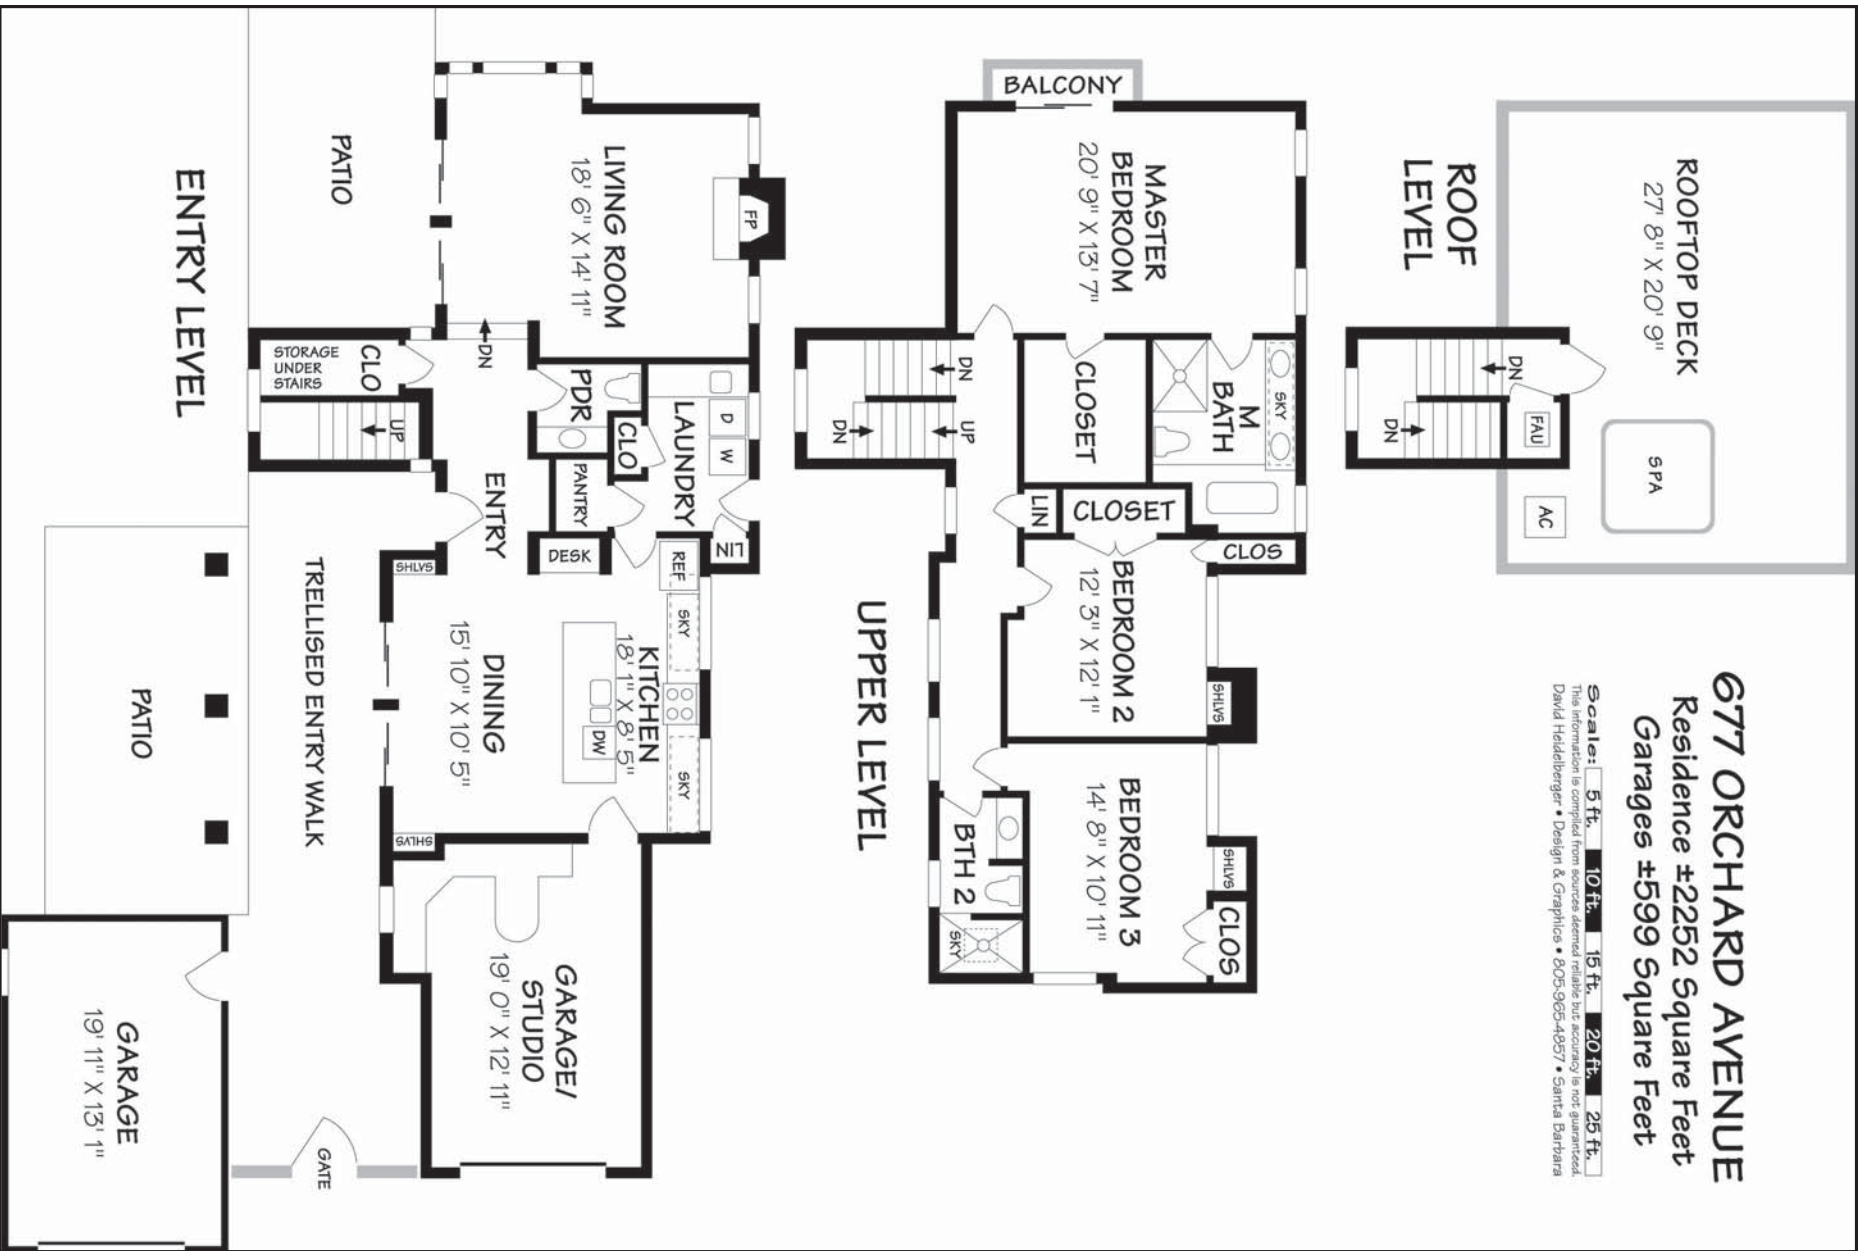 677 ORCHARD AVENUE
Residence ±2252 Square Feet
Garages ±599 Square Feet
Scale: 5 ft. 10 ft. 15 ft. 20 ft. 25 ft.
This information is compiled from sources deemed reliable but accuracy is not guaranteed.
David Heidelberger • Design & Graphics • 805-965-4857 • Santa Barbara
ROOFTOP DECK
27' 8" X 20' 9"
SPA
AC
FAU
DN
DN
ROOF
LEVEL
BALCONY
MASTER
BEDROOM
20' 9" X 13' 7"
M
BATH
SKY
CLOSET
CLOSET
LIN
CLOS
DN
UP
DN
BEDROOM 2
12' 3" X 12' 1"
SHLVS
BEDROOM 3
14' 8" X 10' 11"
SHLVS
CLOS
BTH 2
SKY
UPPER LEVEL
LIVING ROOM
18' 6" X 14' 11"
FP
PATIO
DN
CLO
STORAGE
UNDER
STAIRS
UP
PDR
CLO
LAUNDRY
D
W
PANTRY
LIN
DESK
ENTRY
REF
SKY
KITCHEN
18' 1" X 8' 5"
SKY
DW
DINING
15' 10" X 10' 5"
SHLVS
SHLVS
TRELLISED ENTRY WALK
PATIO
GARAGE/
STUDIO
19' 0" X 12' 11"
GATE
GARAGE
19' 11" X 13' 1"
ENTRY LEVEL